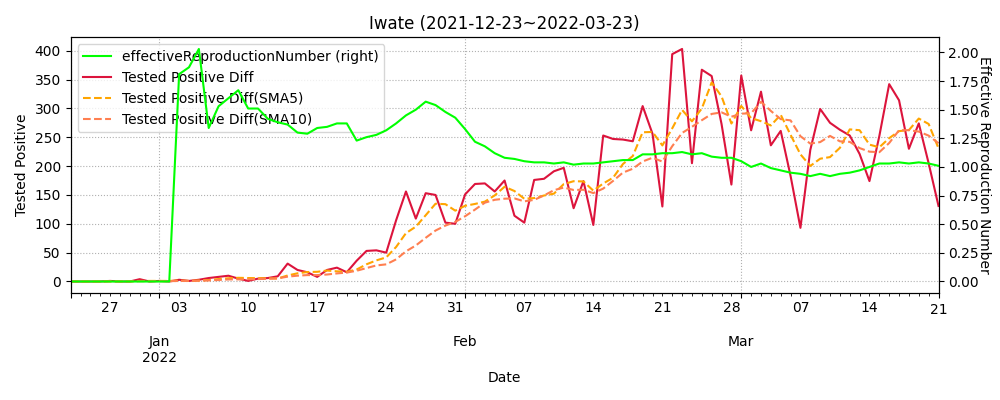 Iwate (2021-12-23~2022-03-23)
effectiveReproductionNumber (right)
Tested Positive Diff
Tested Positive Diff(SMA5)
Tested Positive Diff(SMA10)
Tested Positive
400
350
300
250
200
150
100
50
0
2.00
1.75
1.50
1.25
1.00
0.75
0.50
0.25
0.00
Effective Reproduction Number
27 03 10 17 24 31 07 14 21 28 07 14 21
Jan Feb Mar
2022
Date